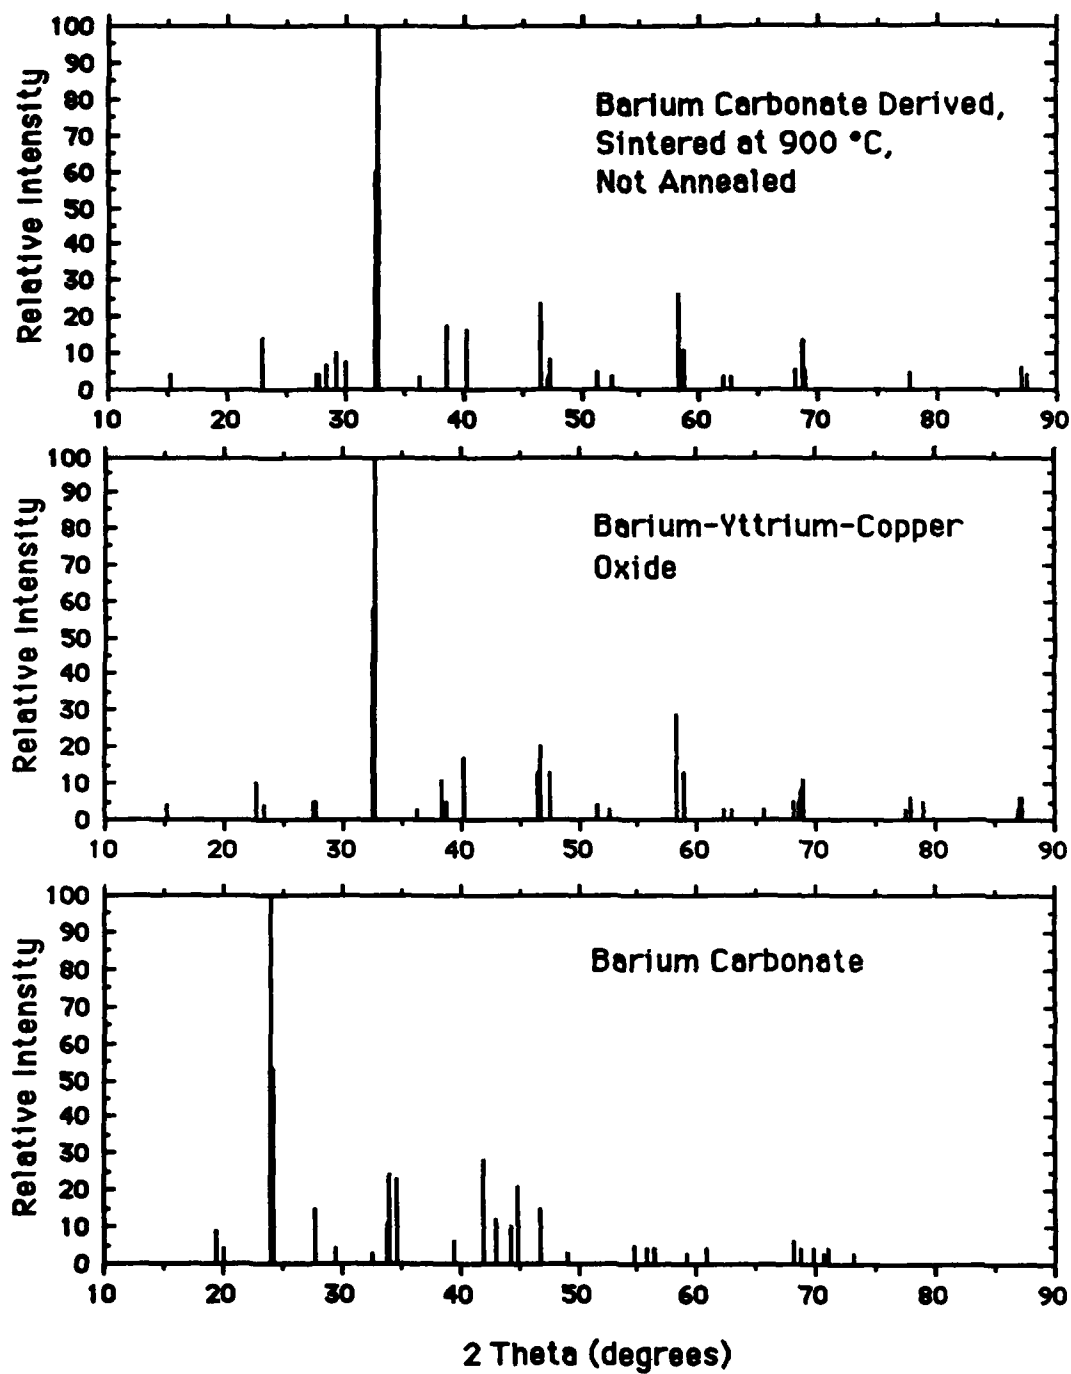 100
90
80
70
60
50
40
30
20
10
0
Relative Intensity
Barium Carbonate Derived,
Sintered at 900 °C,
Not Annealed
10 20 30 40 50 60 70 80 90
100
90
80
70
60
50
40
30
20
10
0
Relative Intensity
Barium-Yttrium-Copper
Oxide
10 20 30 40 50 60 70 80 90
100
90
80
70
60
50
40
30
20
10
0
Relative Intensity
Barium Carbonate
10 20 30 40 50 60 70 80 90
2 Theta (degrees)